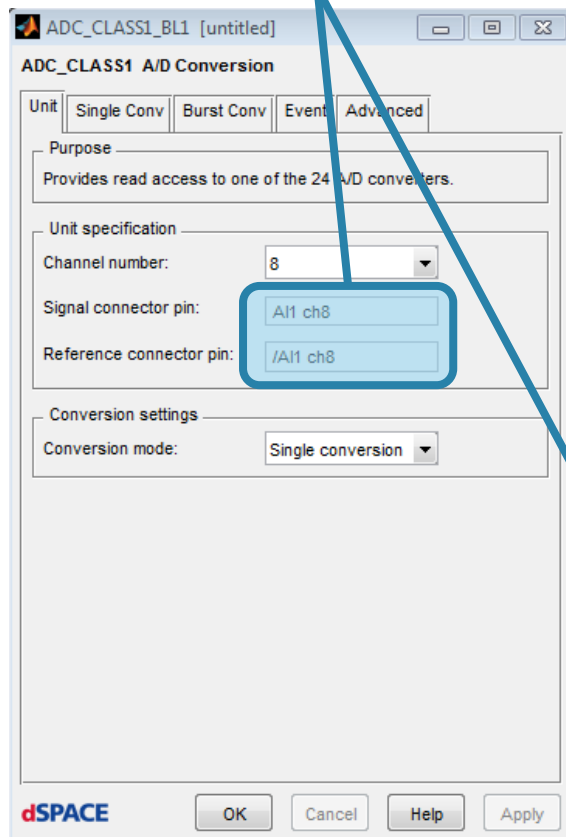 ADC_CLASS1_BL1 [untitled]
ADC_CLASS1 A/D Conversion
Unit Single Conv Burst Conv Event Advanced
Purpose
Provides read access to one of the 24 A/D converters.
Unit specification
Channel number: 8
Signal connector pin: AI1 ch8
Reference connector pin: /AI1 ch8
Conversion settings
Conversion mode: Single conversion
dSPACE OK Cancel Help Apply